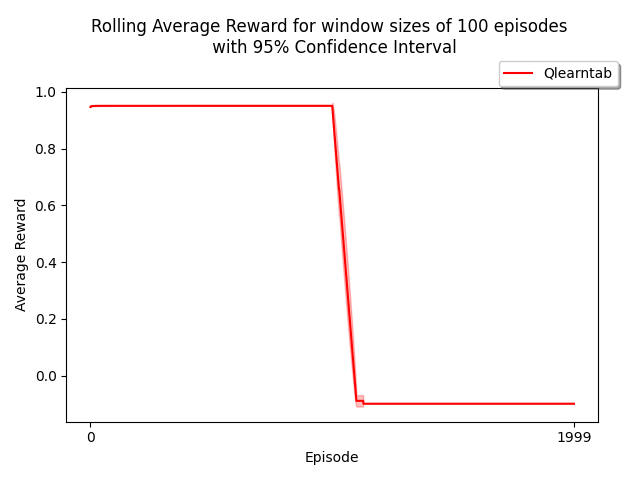 Rolling Average Reward for window sizes of 100 episodes
with 95% Confidence Interval
Qlearntab
1.0
0.8
0.6
0.4
0.2
0.0
Average Reward
0
1999
Episode